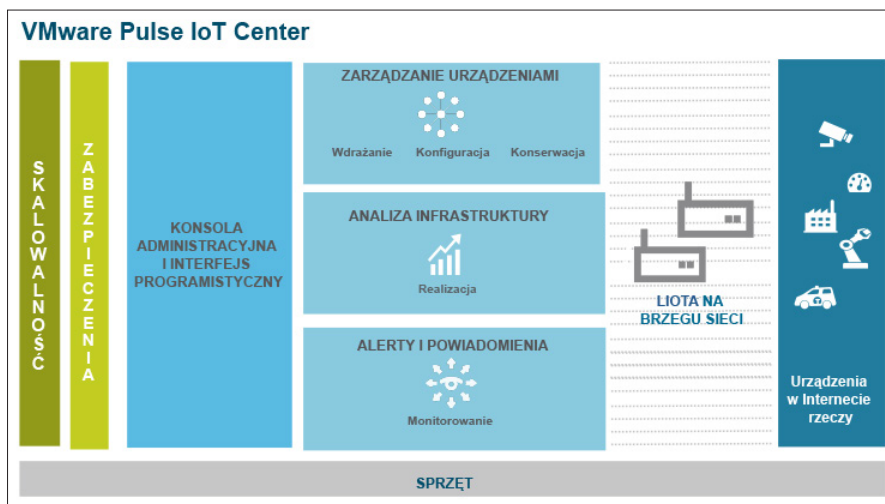 VMware Pulse IoT Center
SKALOWALNOŚĆ
ZABEZPIECZENIA
KONSOLA
ADMINISTRACYJNA
I INTERFEJS
PROGRAMISTYCZNY
ZARZĄDZANIE URZĄDZENIAMI
Wdrażanie Konfiguracja Konserwacja
ANALIZA INFRASTRUKTURY
Realizacja
ALERTY I POWIADOMIENIA
Monitorowanie
LIOTA NA
BRZEGU SIECI
Urządzenia
w Internecie
rzeczy
SPRZĘT